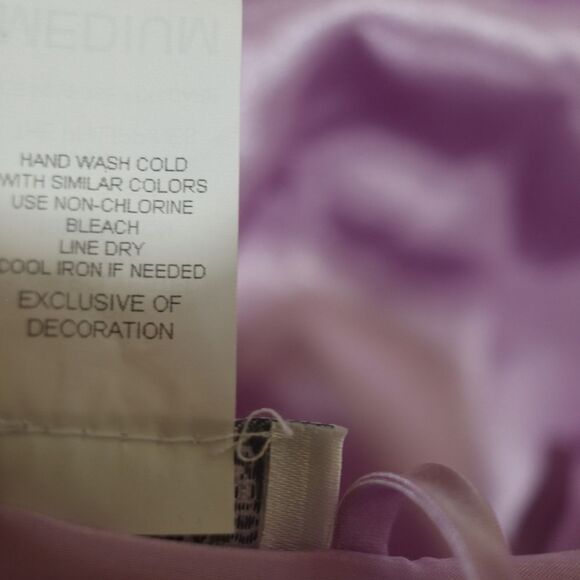 HAND WASH COLD
WITH SIMILAR COLORS
USE NON-CHLORINE
BLEACH
LINE DRY
COOL IRON IF NEEDED
EXCLUSIVE OF
DECORATION